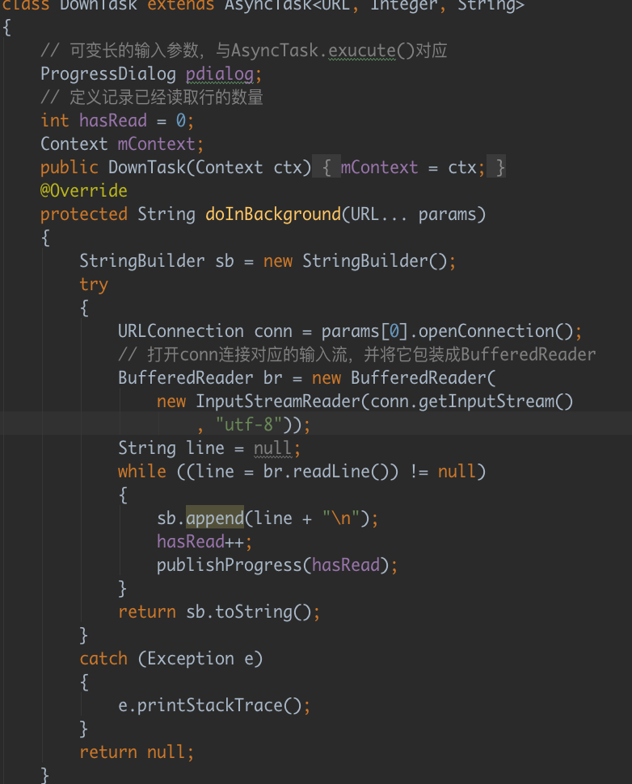 class DownTask extends AsyncTask<URL, Integer, String>
{
    // 可变长的输入参数，与AsyncTask.exucute()对应
    ProgressDialog pdialog;
    // 定义记录已经读取行的数量
    int hasRead = 0;
    Context mContext;
    public DownTask(Context ctx) { mContext = ctx; }
    @Override
    protected String doInBackground(URL... params)
    {
        StringBuilder sb = new StringBuilder();
        try
        {
            URLConnection conn = params[0].openConnection();
            // 打开conn连接对应的输入流，并将它包装成BufferedReader
            BufferedReader br = new BufferedReader(
                new InputStreamReader(conn.getInputStream()
                    , "utf-8"));
            String line = null;
            while ((line = br.readLine()) != null)
            {
                sb.append(line + "\n");
                hasRead++;
                publishProgress(hasRead);
            }
            return sb.toString();
        }
        catch (Exception e)
        {
            e.printStackTrace();
        }
        return null;
    }